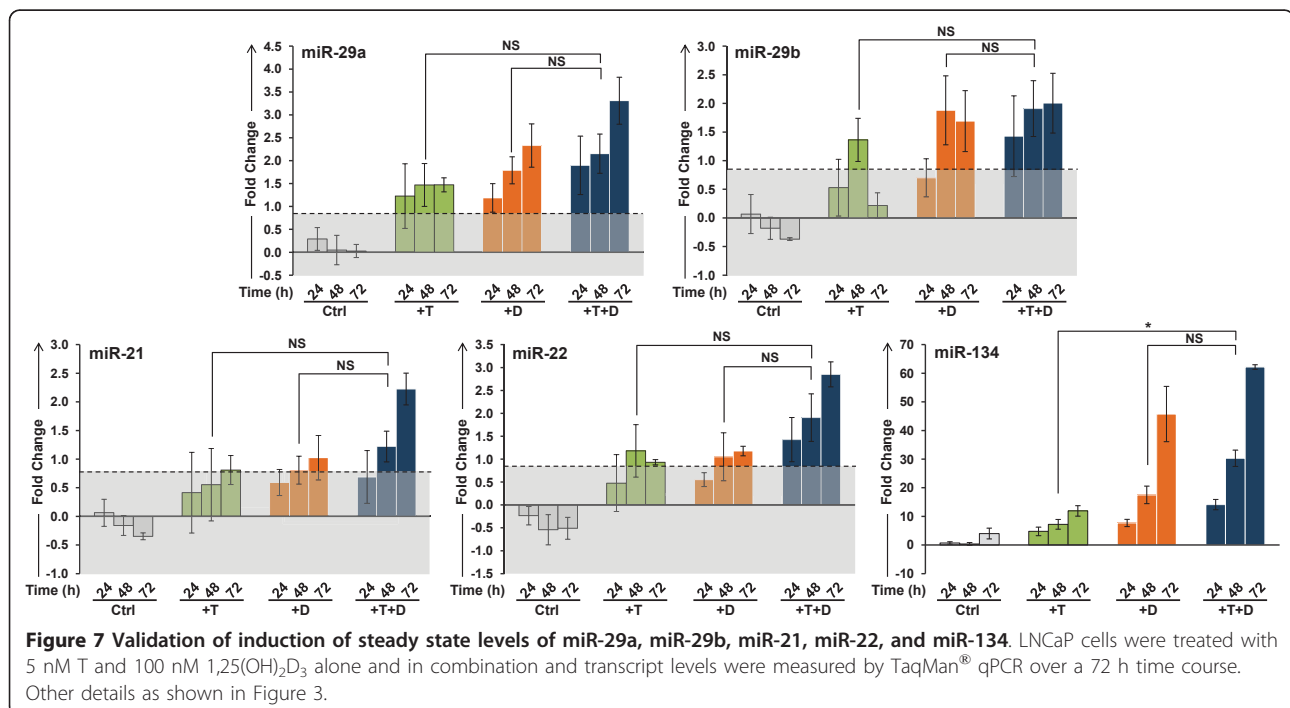 miR-29a
NS
NS
Fold Change
4.5
4.0
3.5
3.0
2.5
2.0
1.5
1.0
0.5
0.0
-0.5
Time (h)
24 48 72 24 48 72 24 48 72 24 48 72
Ctrl +T +D +T+D
miR-29b
NS
NS
Fold Change
3.0
2.5
2.0
1.5
1.0
0.5
0.0
-0.5
-1.0
Time (h)
24 48 72 24 48 72 24 48 72 24 48 72
Ctrl +T +D +T+D
miR-21
NS
NS
Fold Change
3.0
2.5
2.0
1.5
1.0
0.5
0.0
-0.5
-1.0
Time (h)
24 48 72 24 48 72 24 48 72 24 48 72
Ctrl +T +D +T+D
miR-22
NS
NS
Fold Change
3.5
3.0
2.5
2.0
1.5
1.0
0.5
0.0
-0.5
-1.0
-1.5
Time (h)
24 48 72 24 48 72 24 48 72 24 48 72
Ctrl +T +D +T+D
miR-134
*
NS
Fold Change
70
60
50
40
30
20
10
0
-10
Time (h)
24 48 72 24 48 72 24 48 72 24 48 72
Ctrl +T +D +T+D
Figure 7 Validation of induction of steady state levels of miR-29a, miR-29b, miR-21, miR-22, and miR-134. LNCaP cells were treated with
5 nM T and 100 nM 1,25(OH)₂D₃ alone and in combination and transcript levels were measured by TaqMan® qPCR over a 72 h time course.
Other details as shown in Figure 3.